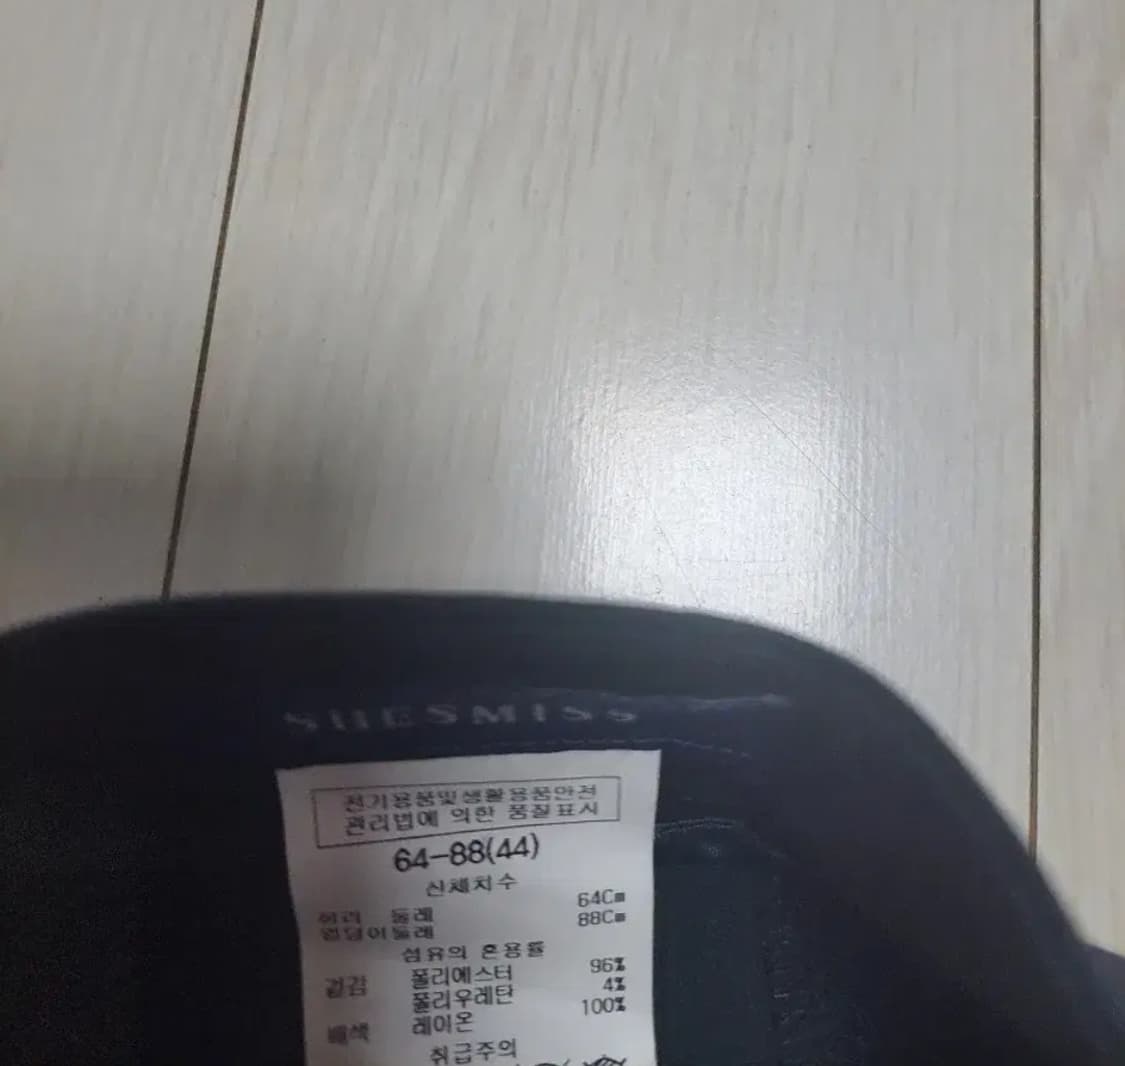 SHESMISS
전기용품및생활용품안전
관리법에 의한 품질표시
64-88(44)
신체치수
허리 둘레 64Cm
엉덩이둘레 88Cm
섬유의 혼용률
겉감 폴리에스터 96%
폴리우레탄 4%
배색 레이온 100%
취급주의